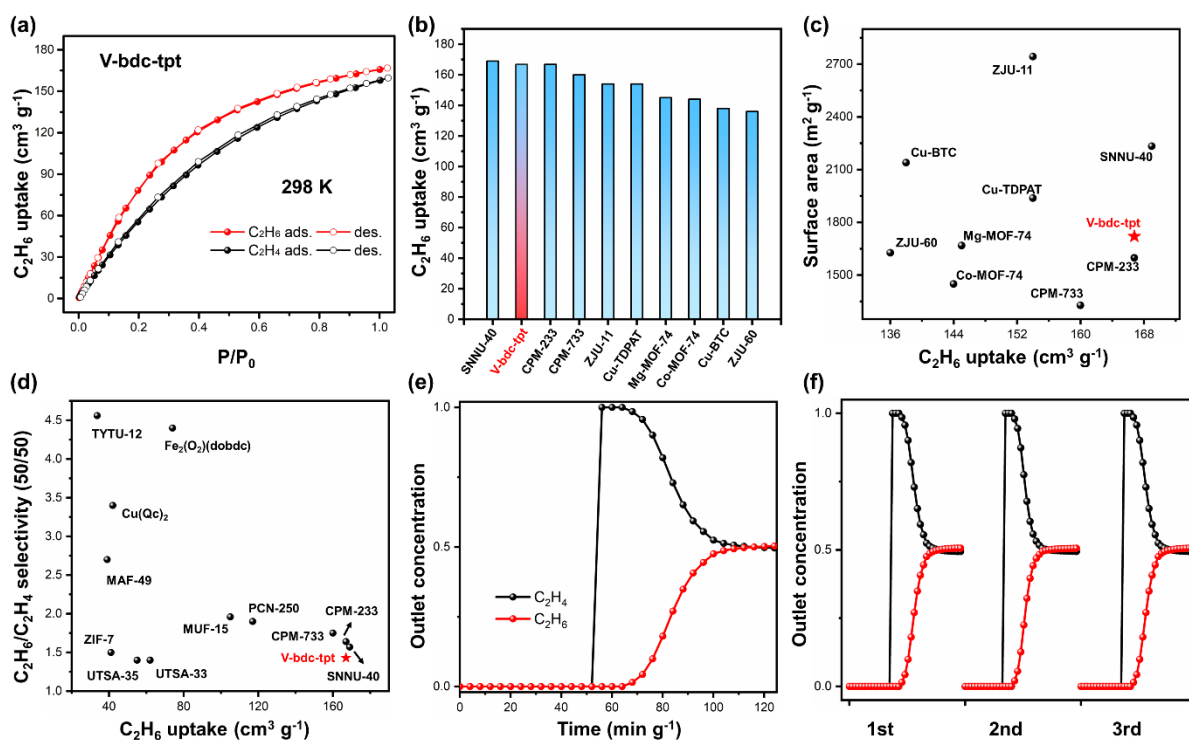 (a)
V-bdc-tpt
298 K
C₂H₆ ads. des.
C₂H₄ ads. des.
C₂H₆ uptake (cm³ g⁻¹)
180
150
120
90
60
30
0
0.0 0.2 0.4 0.6 0.8 1.0
P/P₀
(b)
C₂H₆ uptake (cm³ g⁻¹)
180
160
140
120
100
80
60
40
20
0
SNNU-40
V-bdc-tpt
CPM-233
CPM-733
ZJU-11
Cu-TDPAT
Mg-MOF-74
Co-MOF-74
Cu-BTC
ZJU-60
(c)
Surface area (m² g⁻¹)
2700
2400
2100
1800
1500
ZJU-11
SNNU-40
Cu-BTC
Cu-TDPAT
V-bdc-tpt
Mg-MOF-74
ZJU-60
CPM-233
Co-MOF-74
CPM-733
136 144 152 160 168
C₂H₆ uptake (cm³ g⁻¹)
(d)
C₂H₆/C₂H₄ selectivity (50/50)
4.5
4.0
3.5
3.0
2.5
2.0
1.5
1.0
TYTU-12
Fe₂(O₂)(dobdc)
Cu(Qc)₂
MAF-49
PCN-250
CPM-233
MUF-15
CPM-733
ZIF-7
V-bdc-tpt
UTSA-35
UTSA-33
SNNU-40
40 80 120 160
C₂H₆ uptake (cm³ g⁻¹)
(e)
Outlet concentration
1.0
0.5
0.0
C₂H₄
C₂H₆
0 20 40 60 80 100 120
Time (min g⁻¹)
(f)
Outlet concentration
1.0
0.5
0.0
1st 2nd 3rd